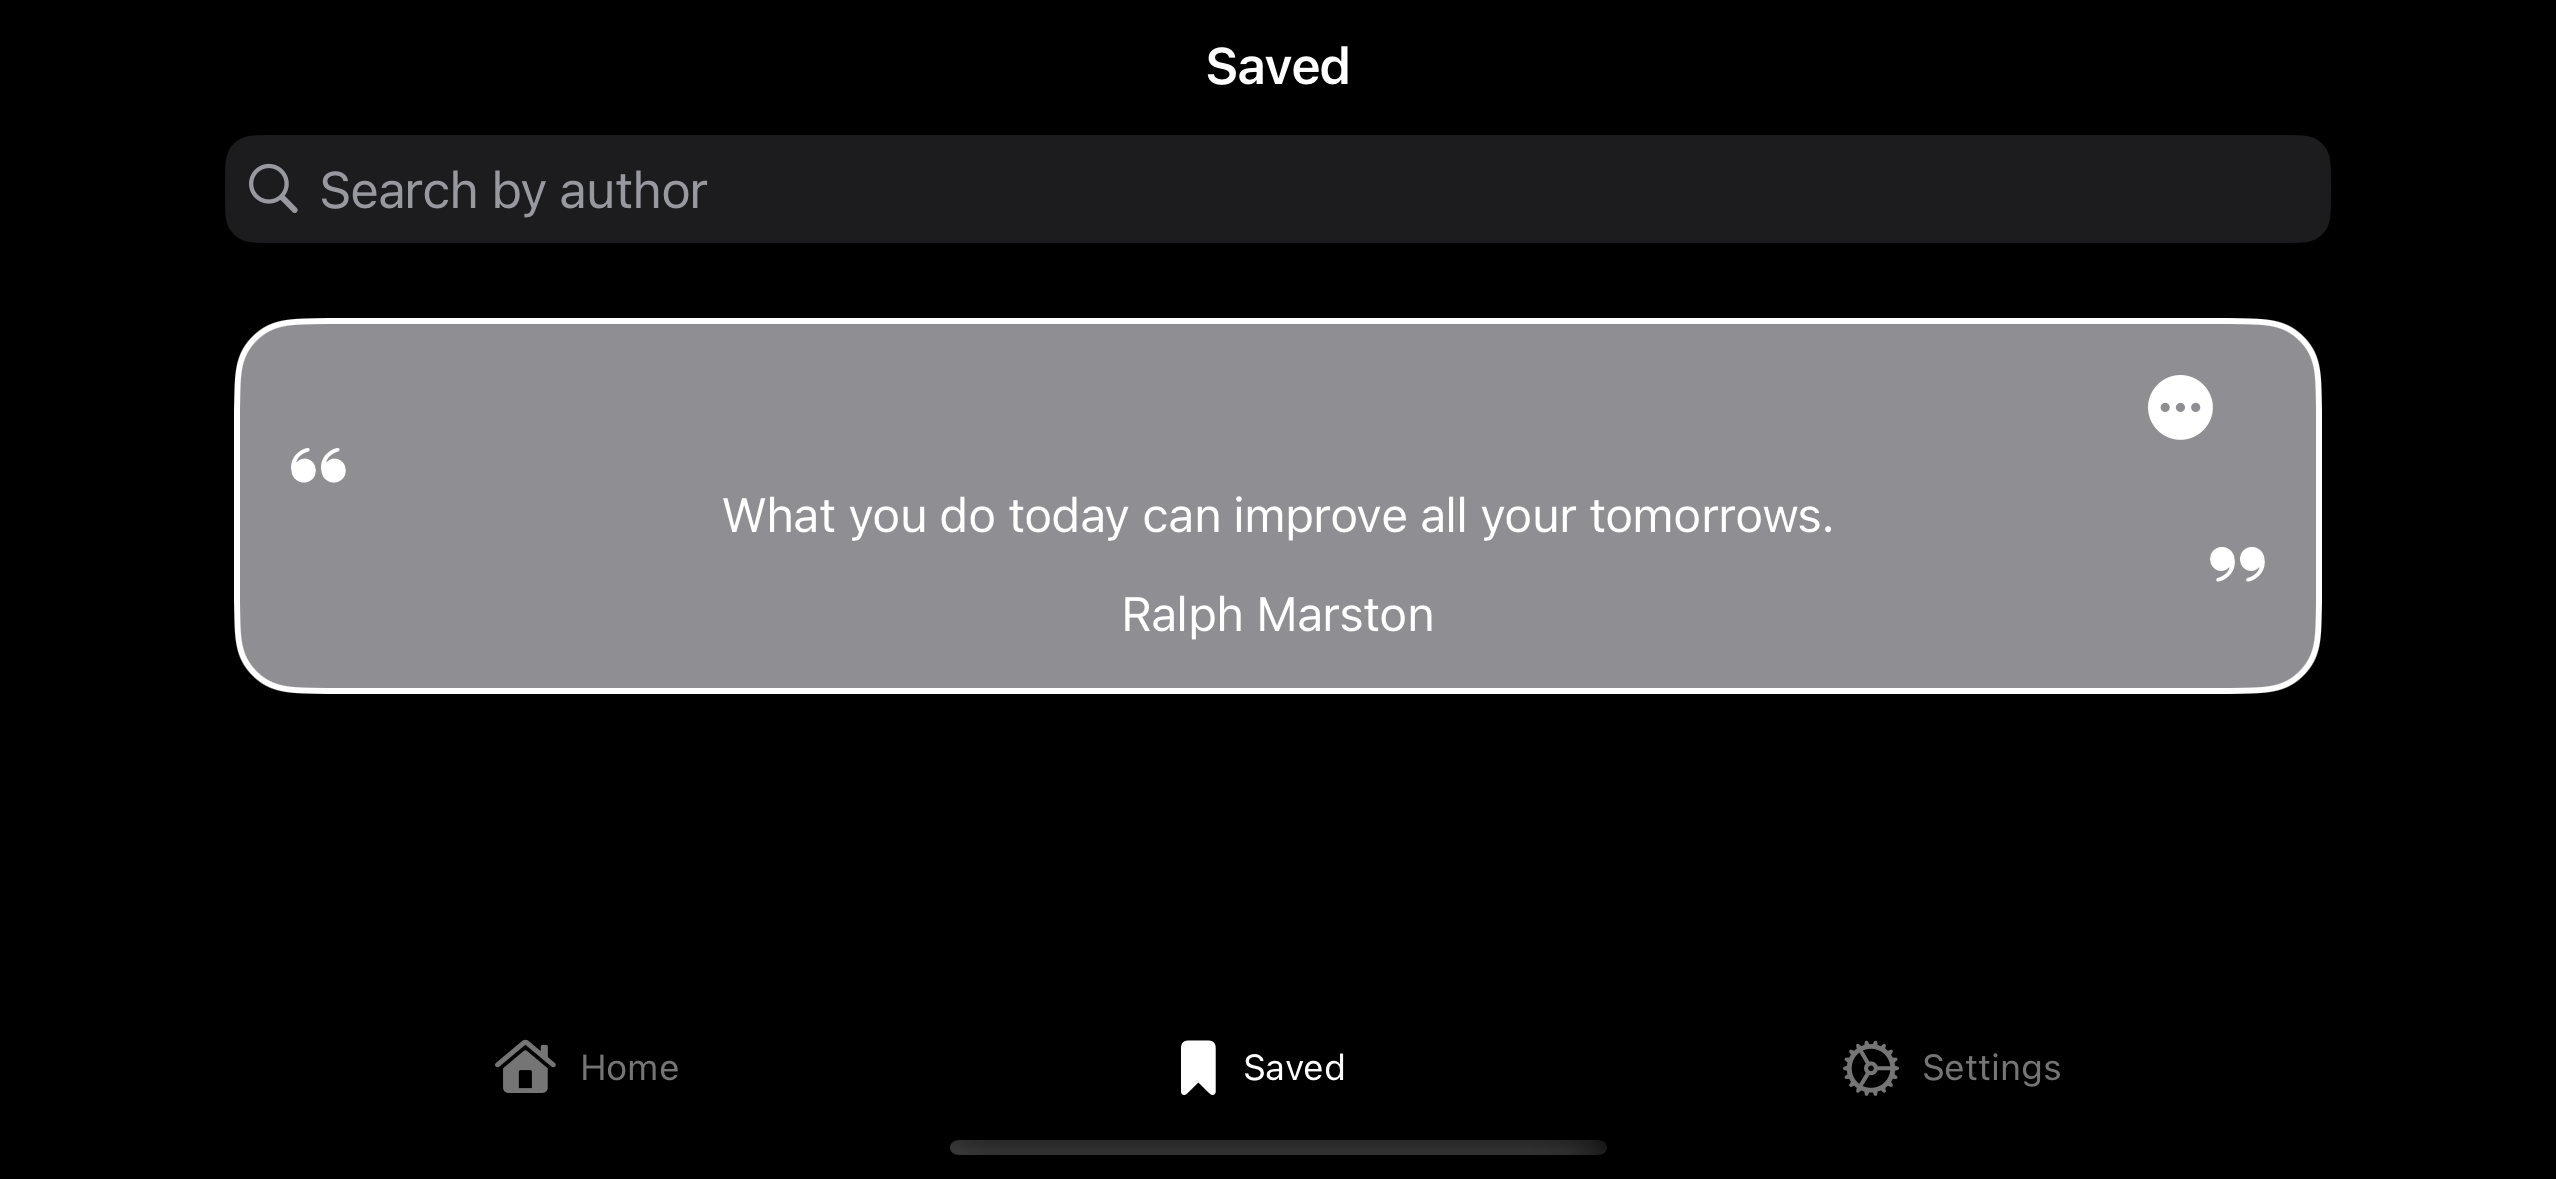 Saved
Search by author
“
What you do today can improve all your tomorrows.
”
Ralph Marston
Home
Saved
Settings